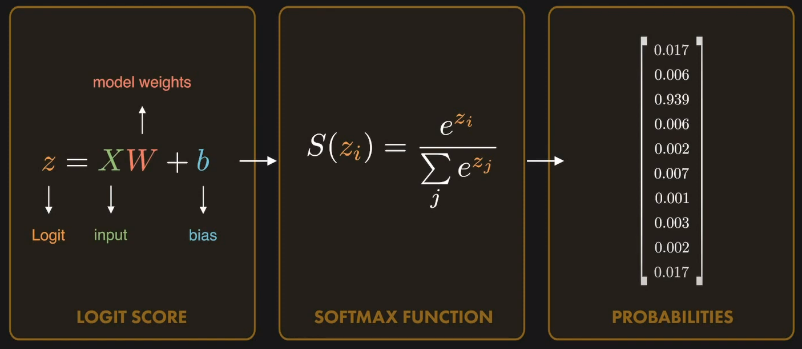 model weights
z = XW + b
Logit
input
bias
LOGIT SCORE
S(z_i) = e^{z_i} / ∑_j e^{z_j}
SOFTMAX FUNCTION
0.017
0.006
0.939
0.006
0.002
0.007
0.001
0.003
0.002
0.017
PROBABILITIES